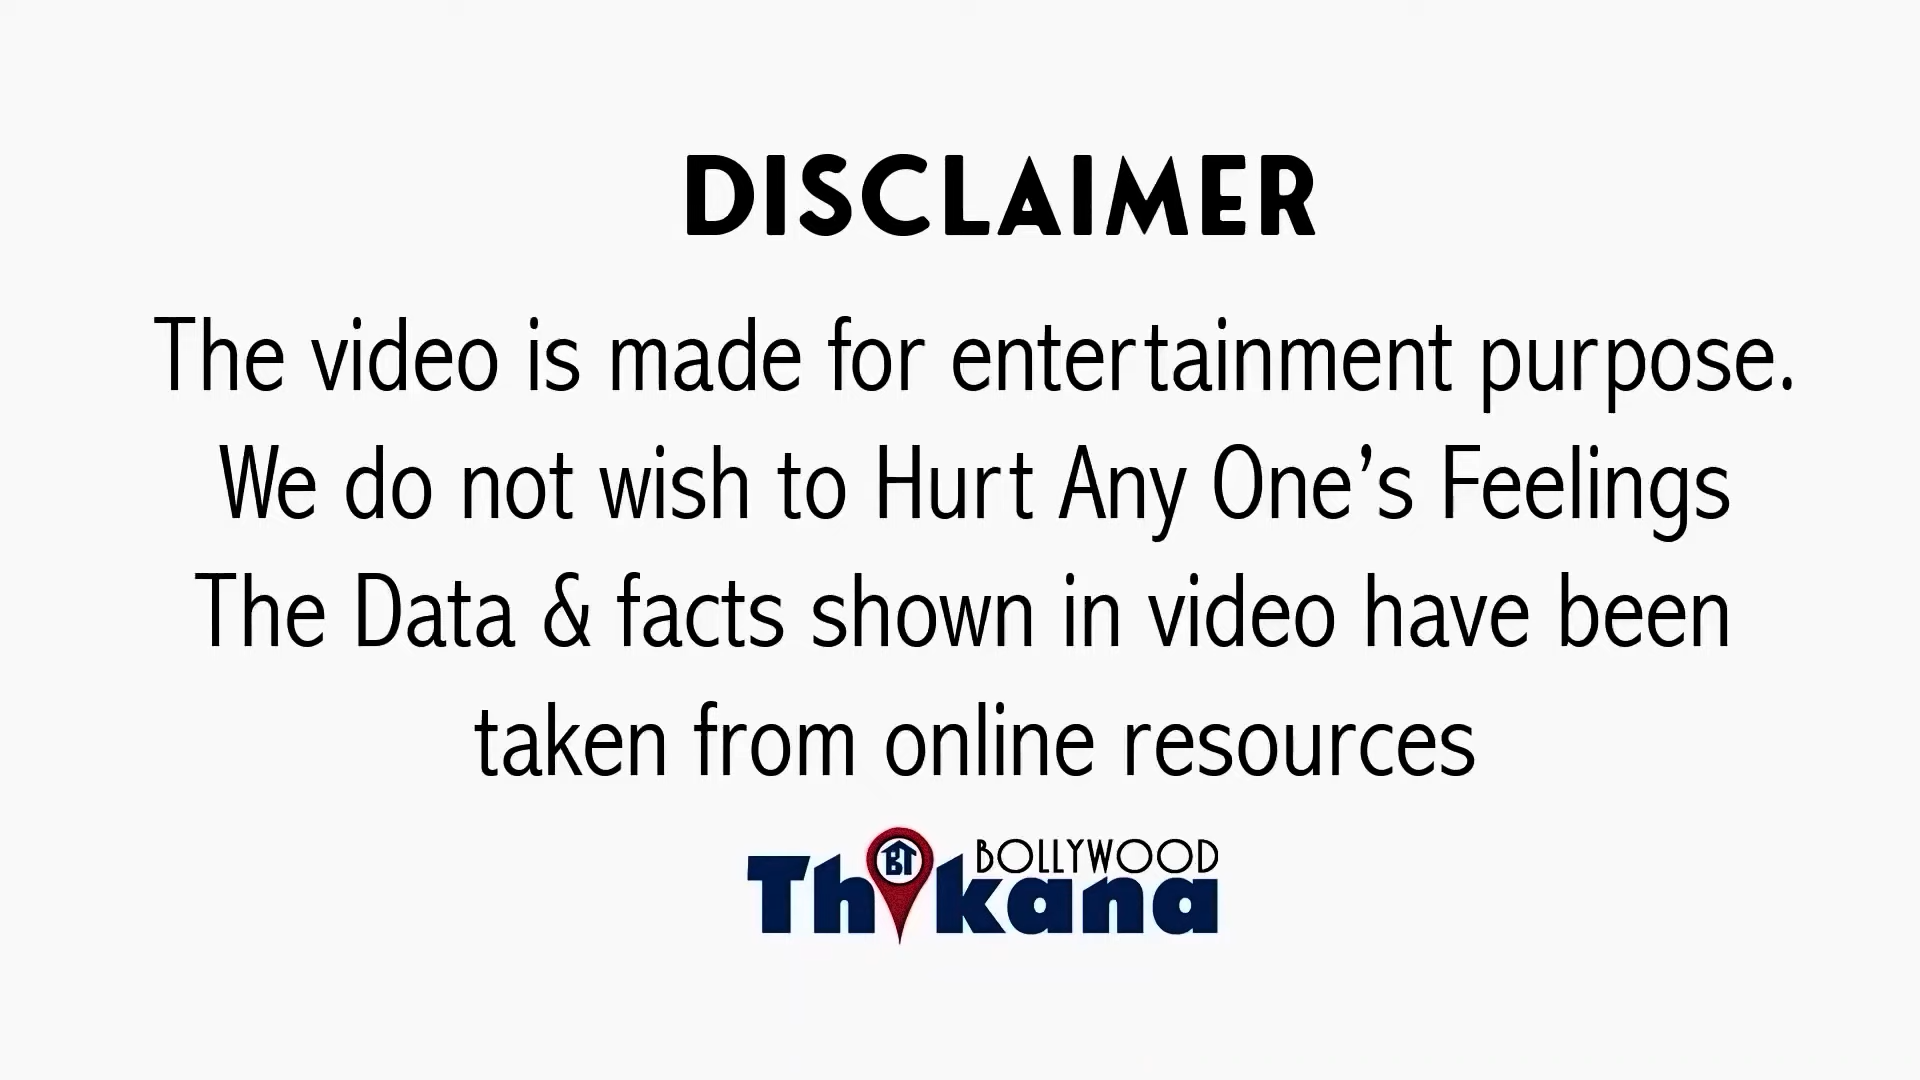 DISCLAIMER
The video is made for entertainment purpose.
We do not wish to Hurt Any One’s Feelings
The Data & facts shown in video have been
taken from online resources
BOLLYWOOD
BT
Thikana